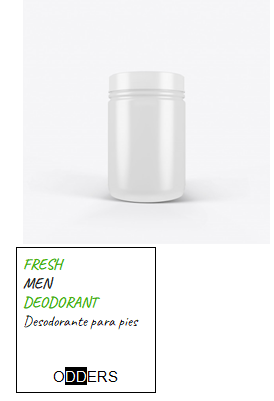 FRESH
MEN
DEODORANT
Desodorante para pies
ODDERS